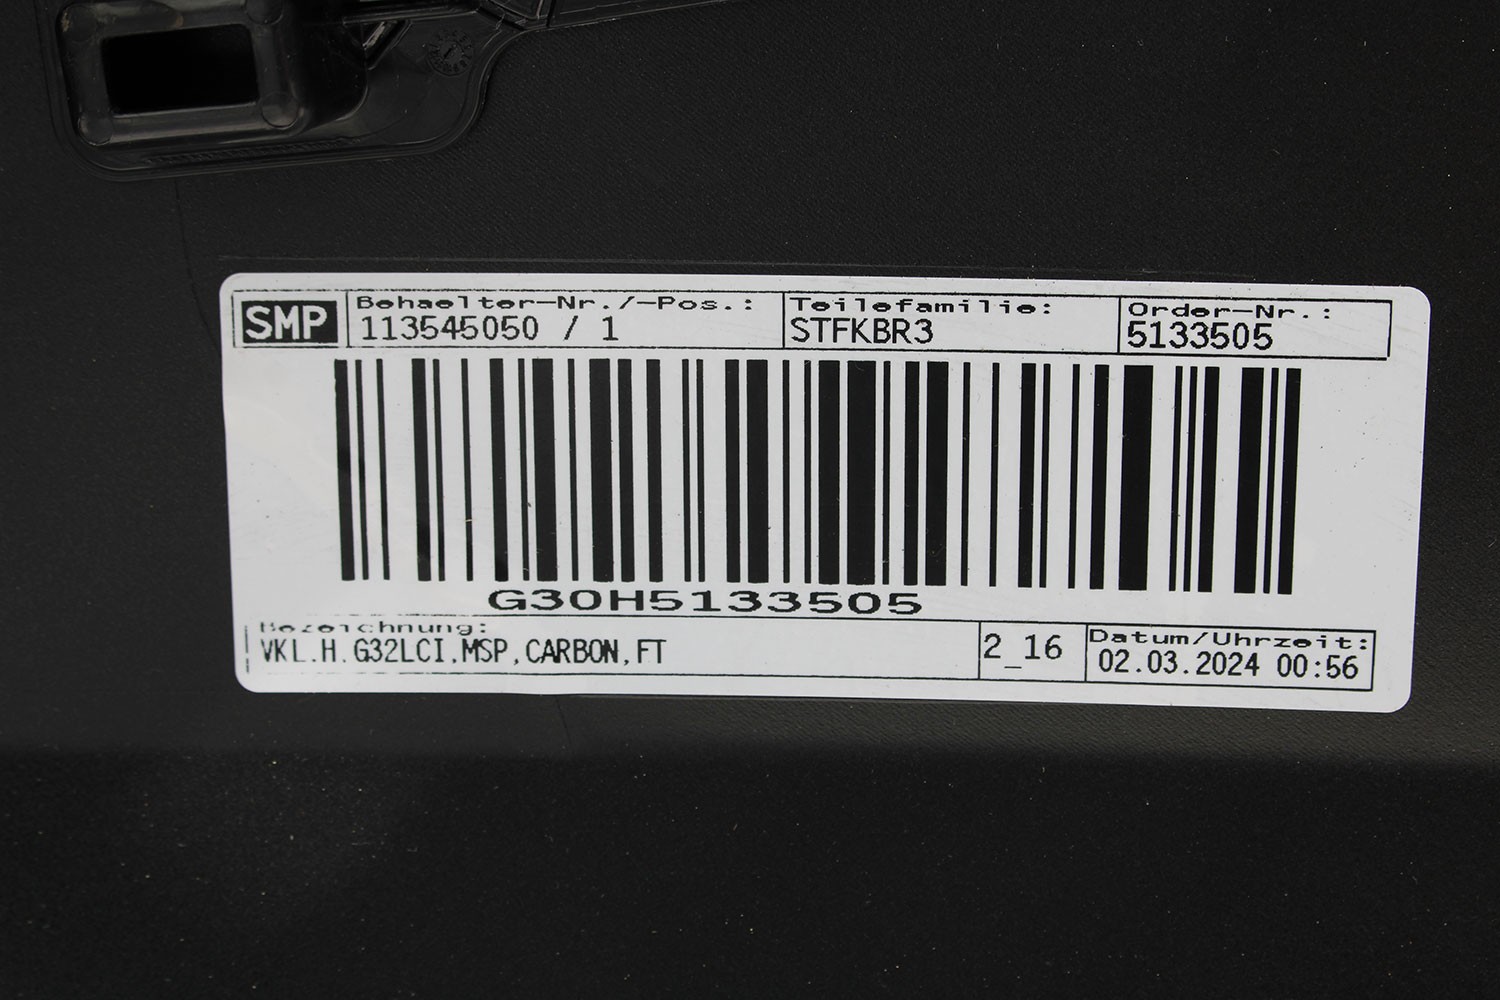 SMP
Behaelter-Nr./-Pos.:
113545050 / 1
Teilefamilie:
STFKBR3
Order-Nr.:
5133505
G30H5133505
Bezeichnung:
VKL.H.G32LCI,MSP,CARBON,FT
2_16
Datum/Uhrzeit:
02.03.2024 00:56